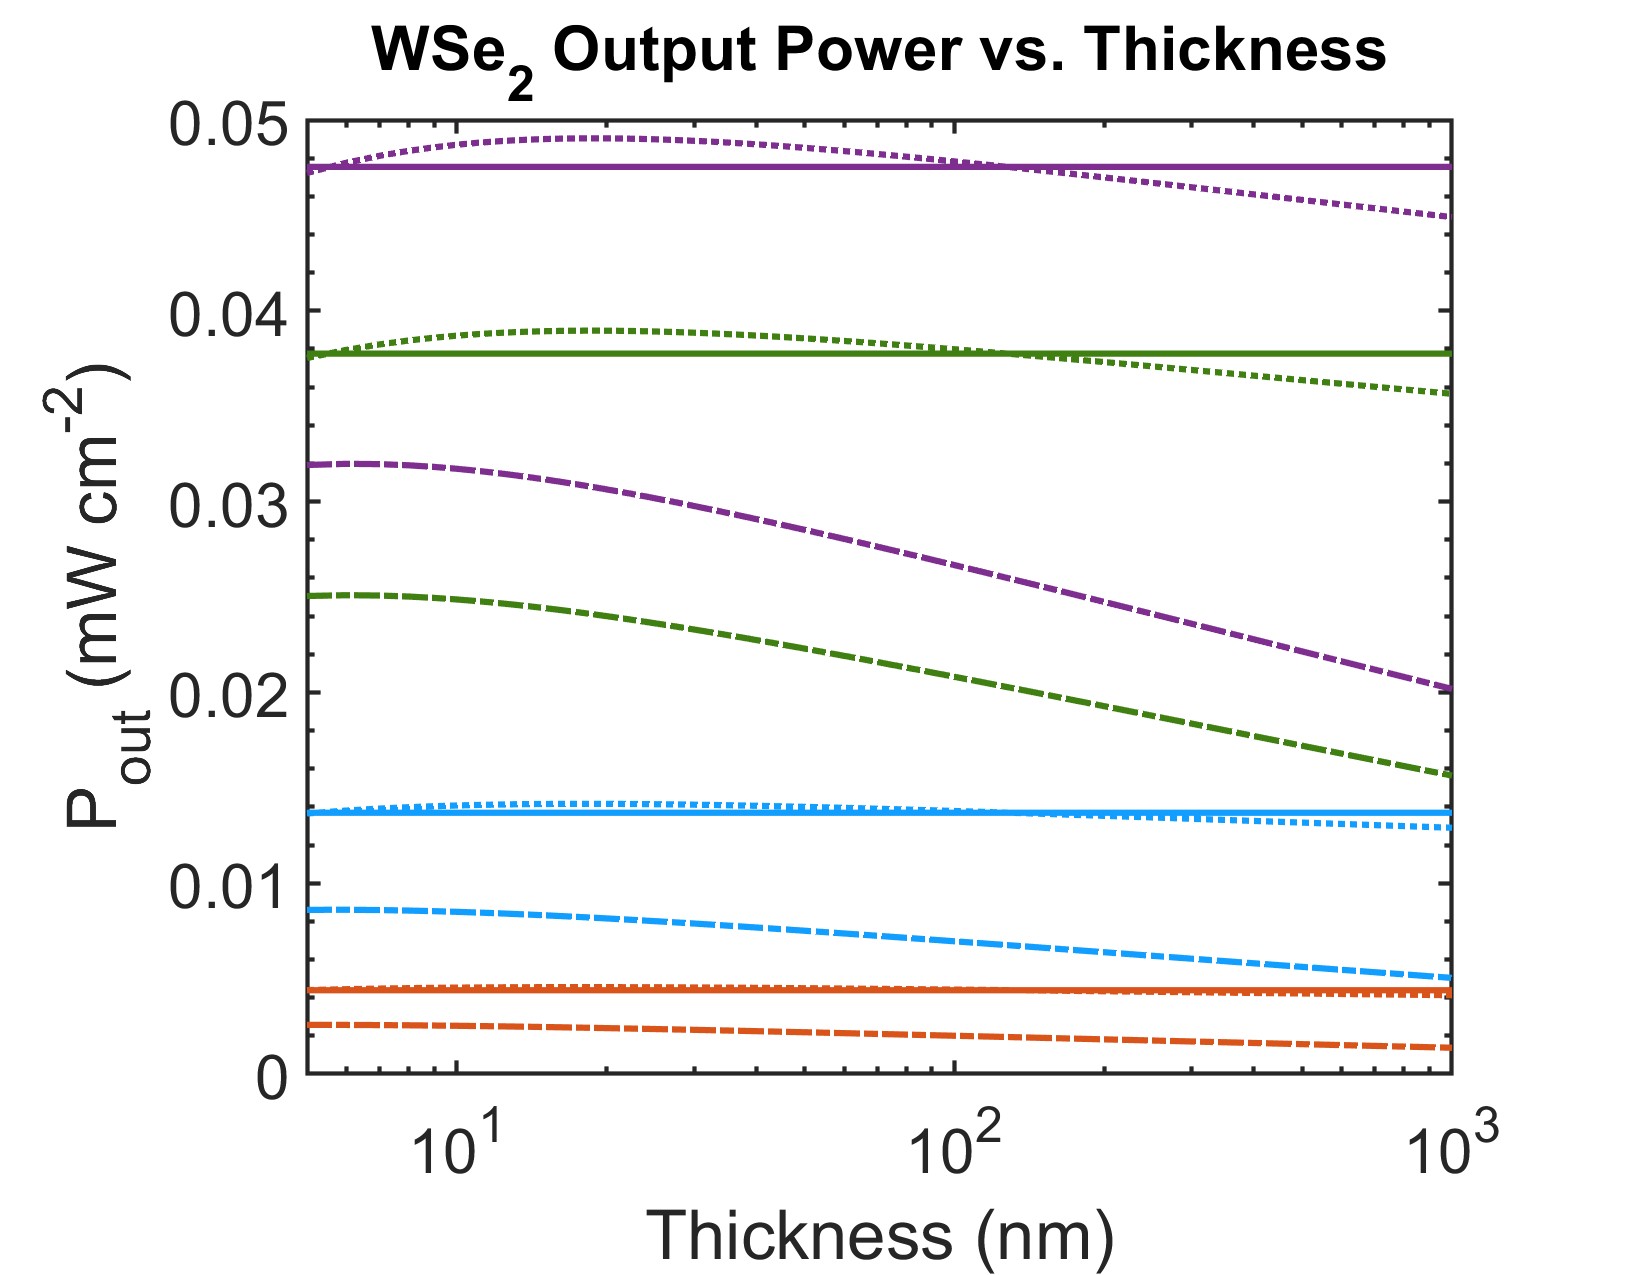 WSe2 Output Power vs. Thickness
0.05
0.04
0.03
0.02
0.01
0
Pout (mW cm-2)
10^1 10^2 10^3
Thickness (nm)